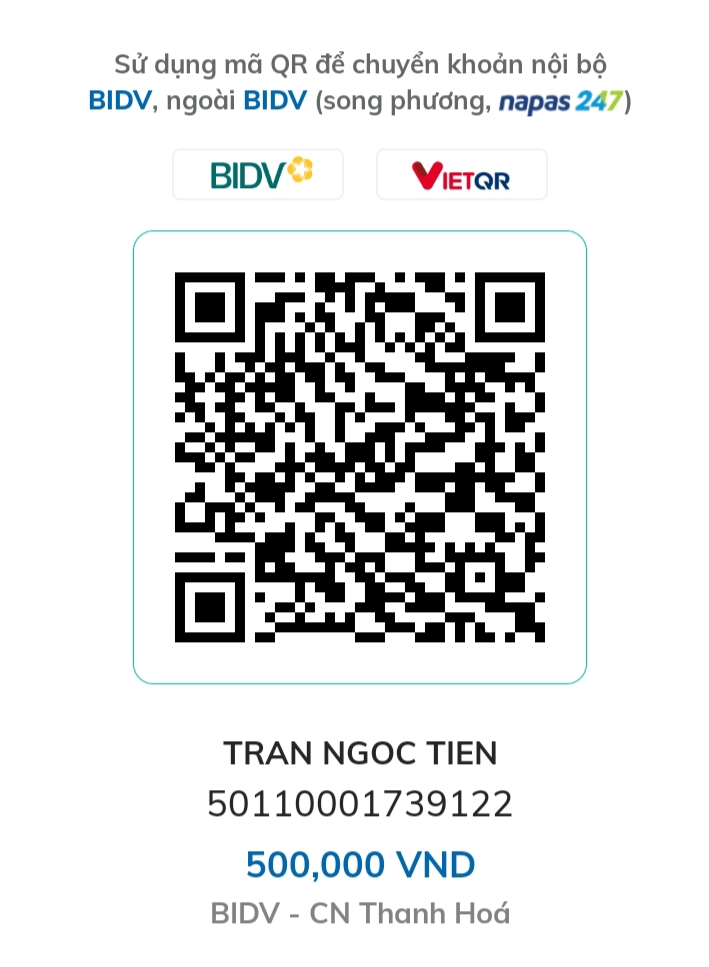 Sử dụng mã QR để chuyển khoản nội bộ
BIDV, ngoài BIDV (song phương, napas 247)
BIDV VIETQR
TRAN NGOC TIEN
50110001739122
500,000 VND
BIDV - CN Thanh Hoá